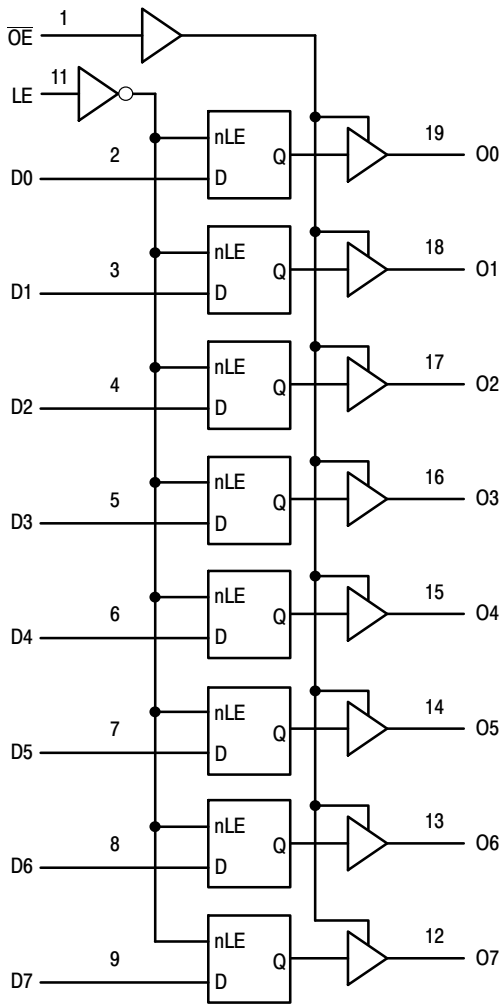 1
OE
11
LE
nLE
2 Q 19 O0
D0 D
nLE
3 Q 18 O1
D1 D
nLE
4 Q 17 O2
D2 D
nLE
5 Q 16 O3
D3 D
nLE
6 Q 15 O4
D4 D
nLE
7 Q 14 O5
D5 D
nLE
8 Q 13 O6
D6 D
nLE
9 Q 12 O7
D7 D